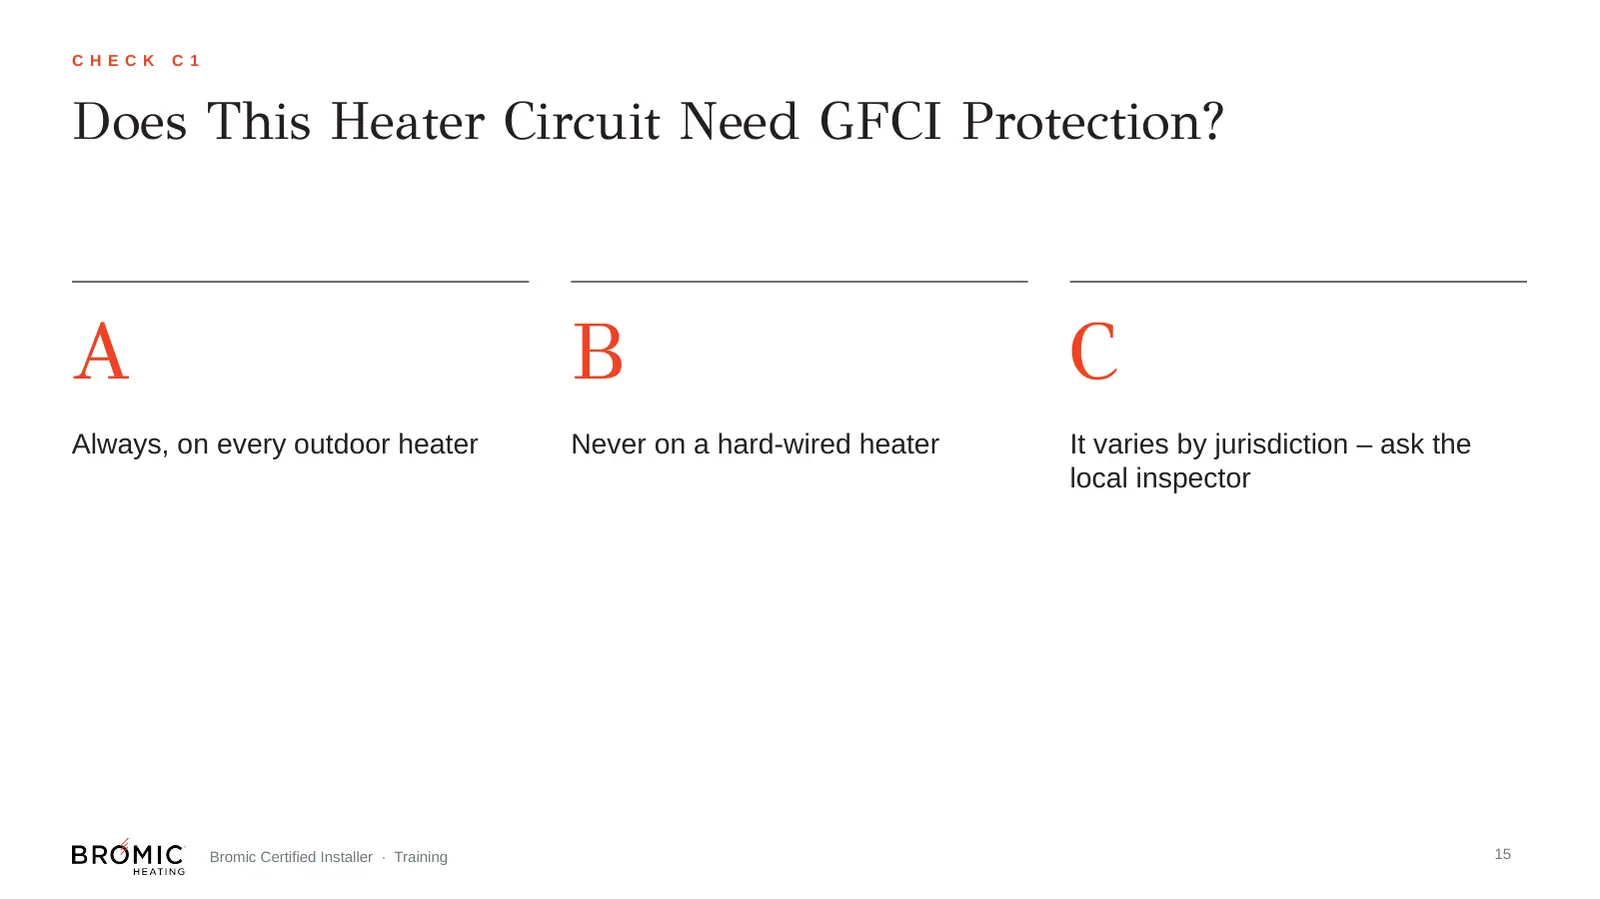 CHECK C1
Does This Heater Circuit Need GFCI Protection?
A
Always, on every outdoor heater
B
Never on a hard-wired heater
C
It varies by jurisdiction – ask the
local inspector
BROMIC
HEATING
Bromic Certified Installer · Training
15